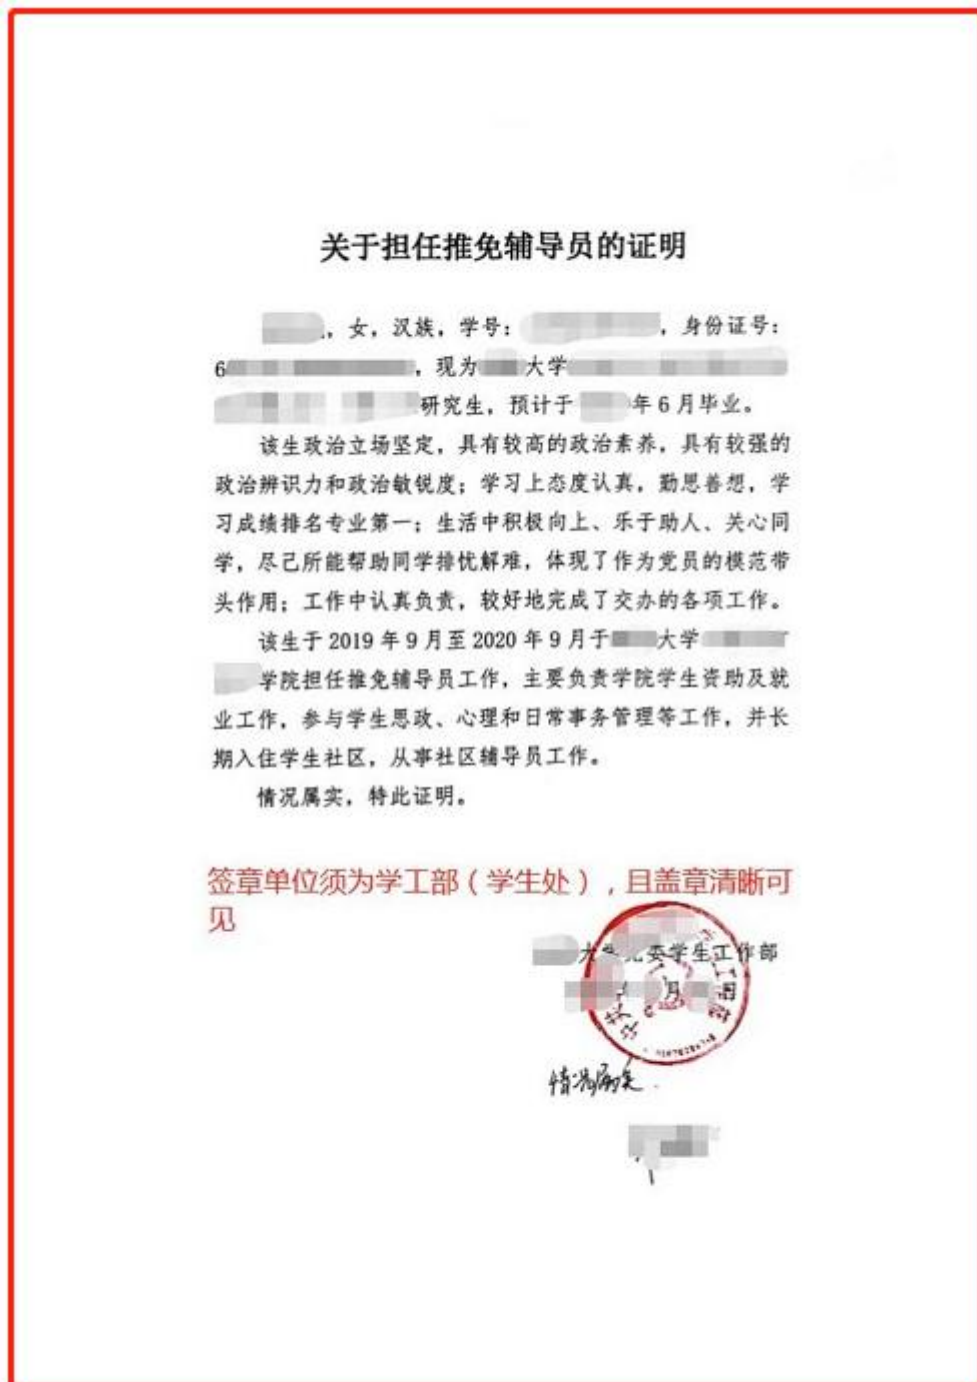 关于担任推免辅导员的证明
，女，汉族，学号： ，身份证号：
6 ，现为 大学
研究生，预计于 年 6 月毕业。
该生政治立场坚定，具有较高的政治素养，具有较强的
政治辨识力和政治敏锐度；学习上态度认真，勤思善想，学
习成绩排名专业第一；生活中积极向上、乐于助人、关心同
学，尽己所能帮助同学排忧解难，体现了作为党员的模范带
头作用；工作中认真负责，较好地完成了交办的各项工作。
该生于 2019 年 9 月至 2020 年 9 月于 大学
学院担任推免辅导员工作，主要负责学院学生资助及就
业工作，参与学生思政、心理和日常事务管理等工作，并长
期入住学生社区，从事社区辅导员工作。
情况属实，特此证明。
签章单位须为学工部（学生处），且盖章清晰可
见
大学党委学生工作部
月
情况属实.